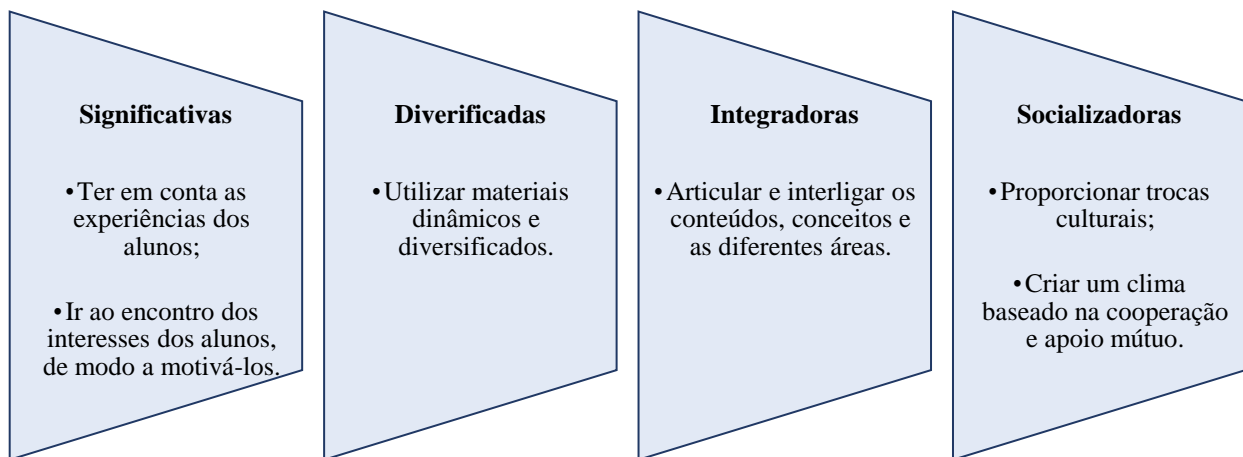 Significativas
•Ter em conta as
experiências dos
alunos;
•Ir ao encontro dos
interesses dos alunos,
de modo a motivá-los.
Diverificadas
•Utilizar materiais
dinâmicos e
diversificados.
Integradoras
•Articular e interligar os
conteúdos, conceitos e
as diferentes áreas.
Socializadoras
•Proporcionar trocas
culturais;
•Criar um clima
baseado na cooperação
e apoio mútuo.